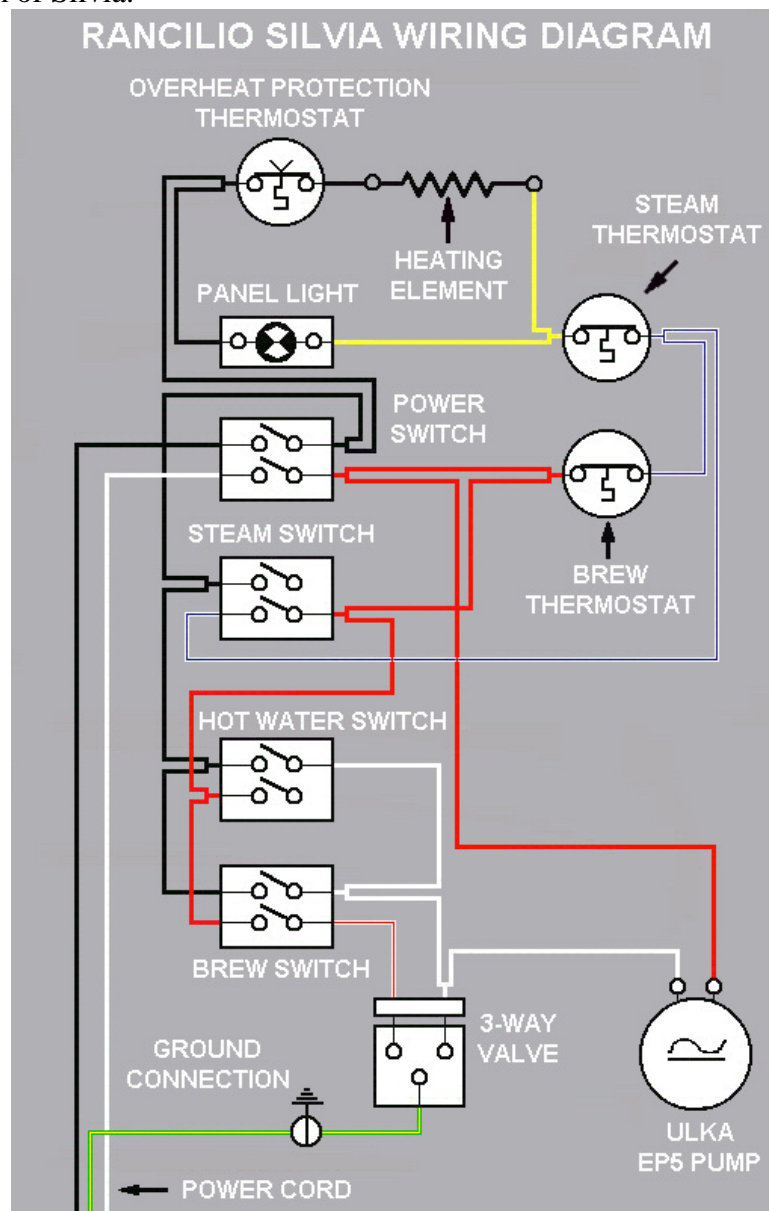 RANCILIO SILVIA WIRING DIAGRAM
OVERHEAT PROTECTION
THERMOSTAT
STEAM
THERMOSTAT
HEATING
ELEMENT
PANEL LIGHT
POWER
SWITCH
STEAM SWITCH
BREW
THERMOSTAT
HOT WATER SWITCH
BREW SWITCH
3-WAY
VALVE
GROUND
CONNECTION
ULKA
EP5 PUMP
POWER CORD